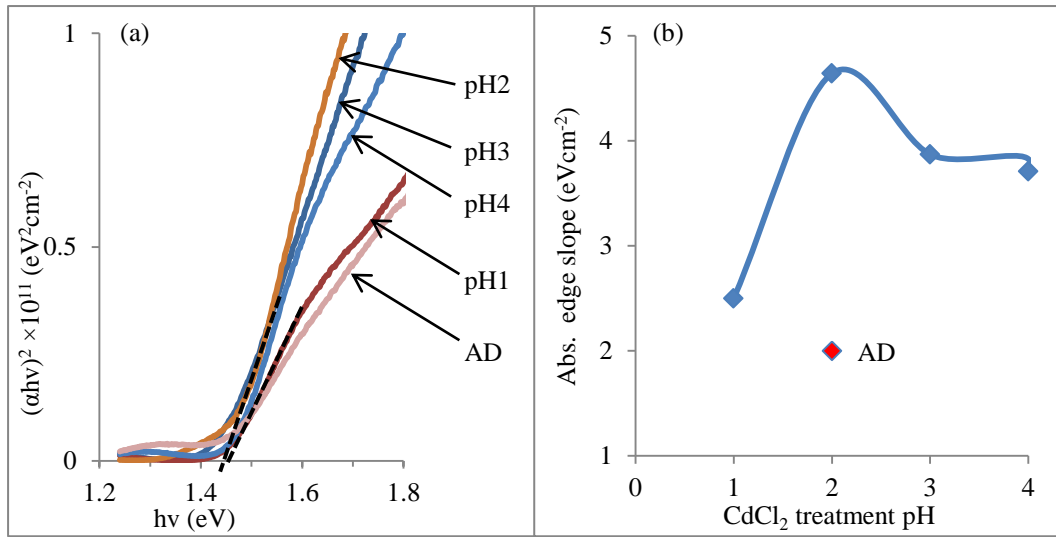 (a)
1
0.5
0
(αhν)² ×10¹¹ (eV²cm⁻²)
pH2
pH3
pH4
pH1
AD
1.2
1.4
1.6
1.8
hν (eV)
(b)
5
4
3
2
1
Abs. edge slope (eVcm⁻²)
AD
0
1
2
3
4
CdCl₂ treatment pH